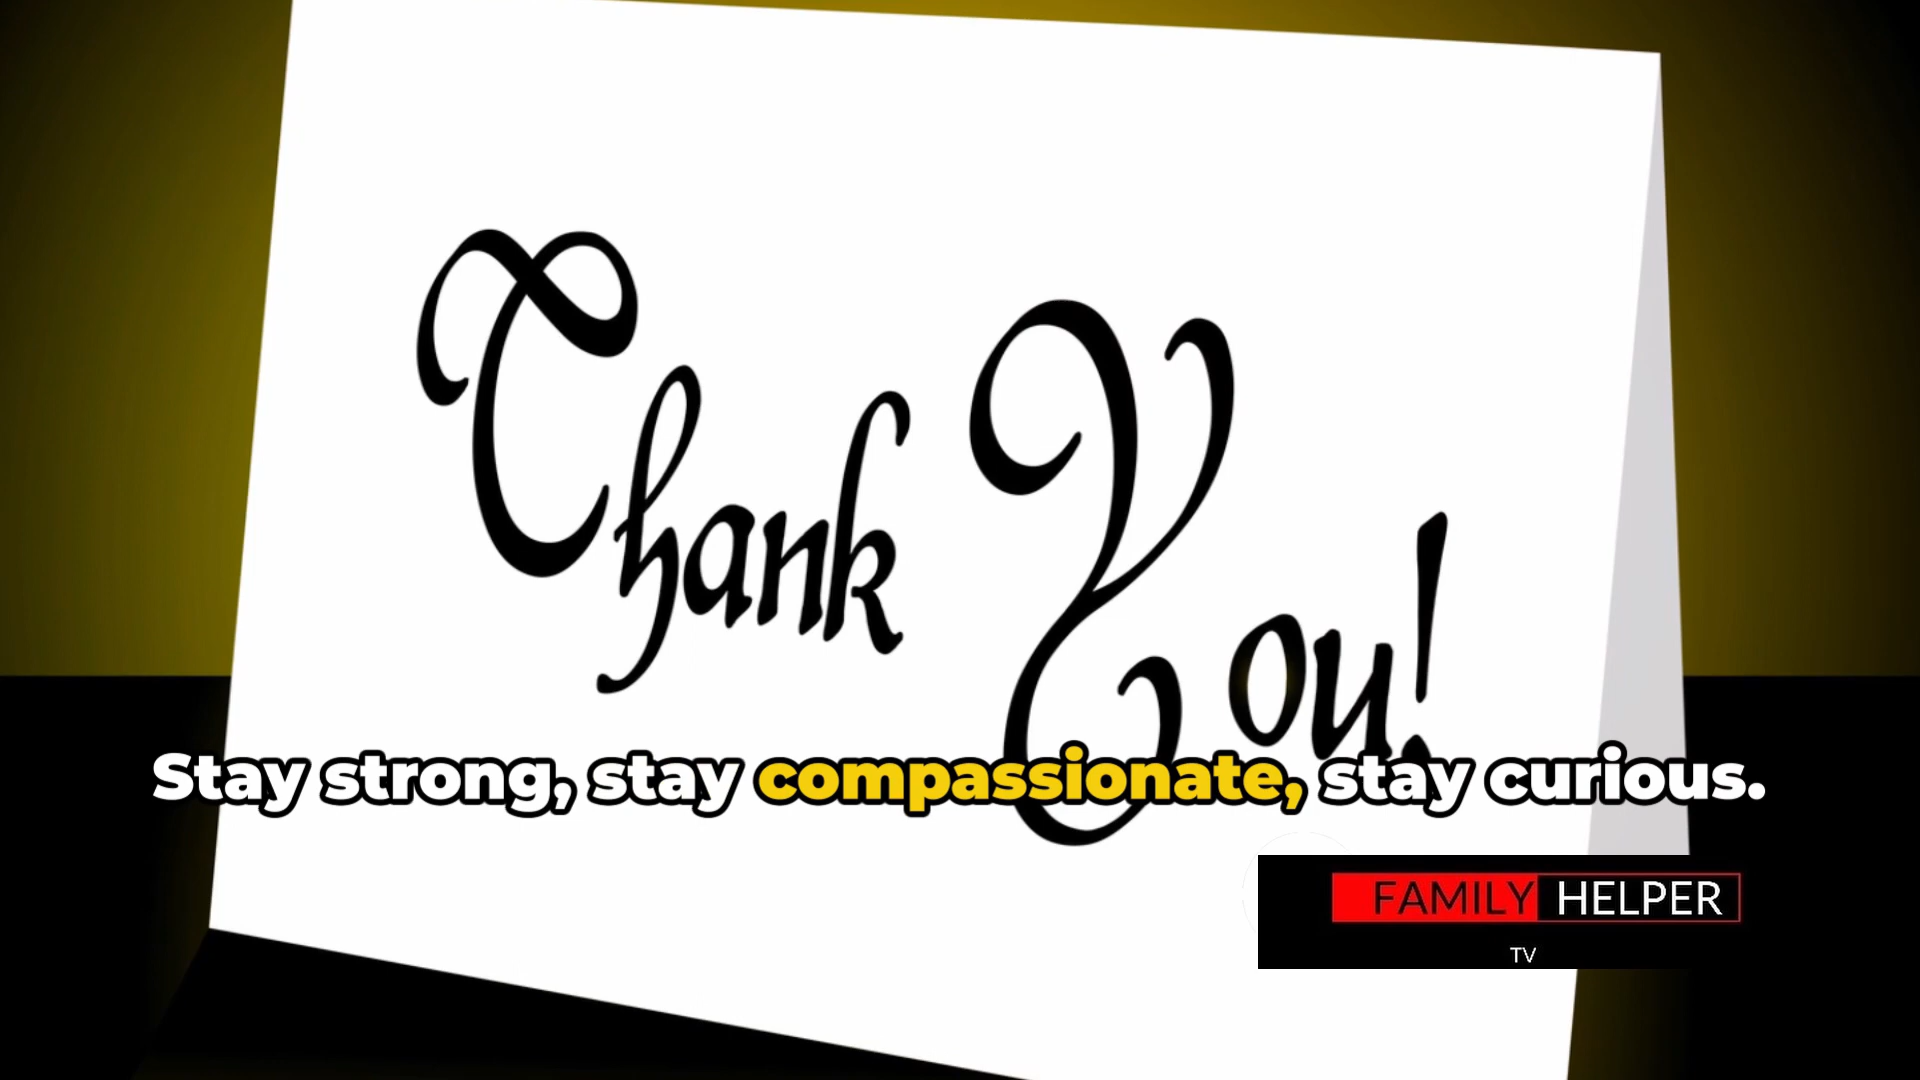 Thank You!
Stay strong, stay compassionate, stay curious.
FAMILY HELPER
TV